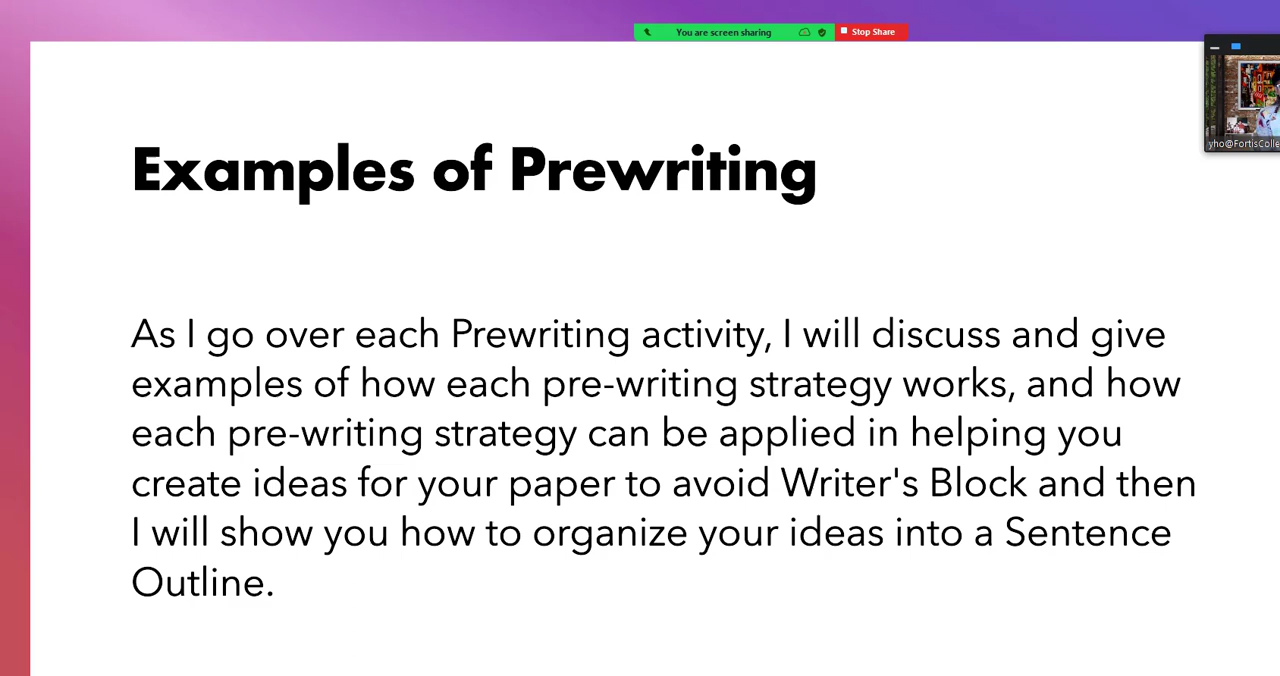 You are screen sharing Stop Share
Examples of Prewriting
yho@FortisColle
As I go over each Prewriting activity, I will discuss and give
examples of how each pre-writing strategy works, and how
each pre-writing strategy can be applied in helping you
create ideas for your paper to avoid Writer's Block and then
I will show you how to organize your ideas into a Sentence
Outline.